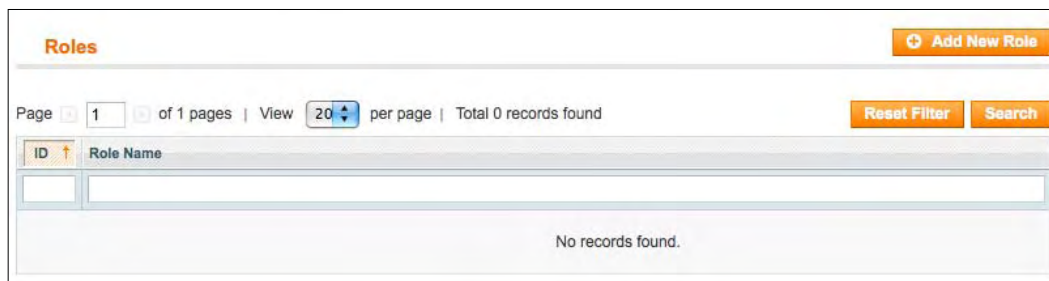 Roles
Add New Role
Page 1 of 1 pages | View 20 per page | Total 0 records found
Reset Filter
Search
ID Role Name
No records found.